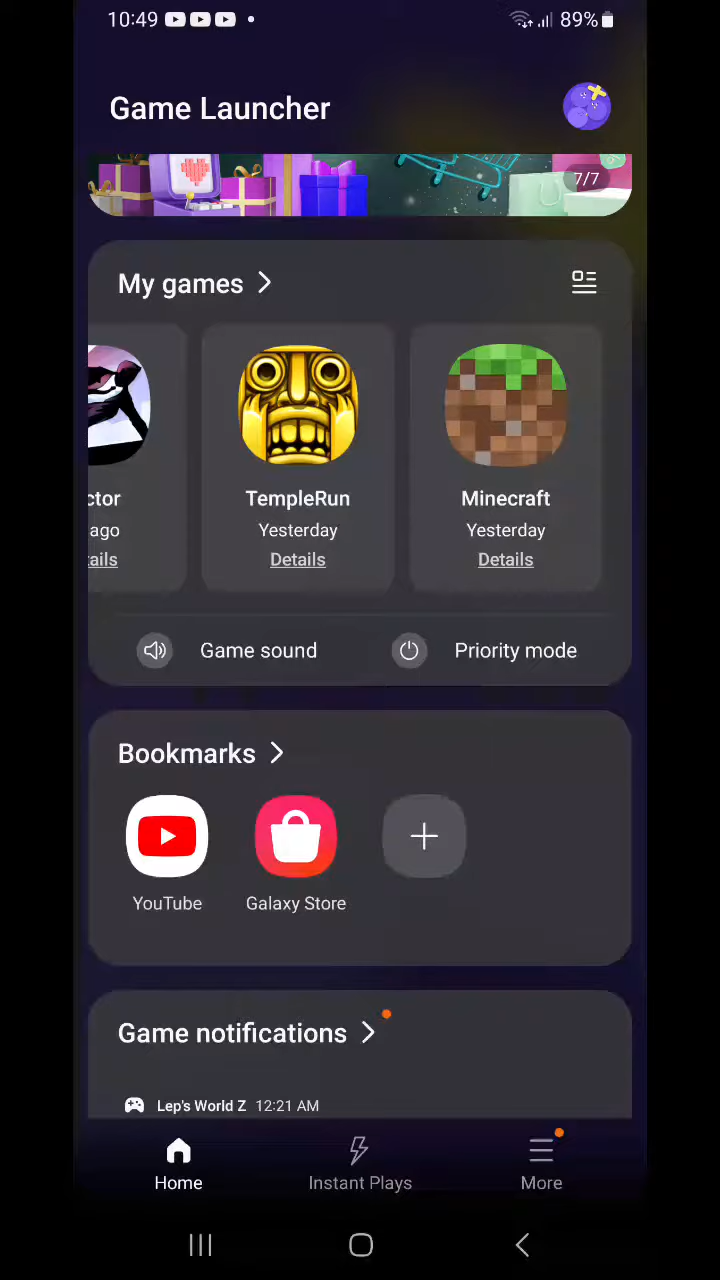 10:49 89%
Game Launcher
7/7
My games
ctor TempleRun Minecraft
ago Yesterday Yesterday
tails Details Details
Game sound Priority mode
Bookmarks
YouTube Galaxy Store
Game notifications
Lep's World Z 12:21 AM
Home Instant Plays More